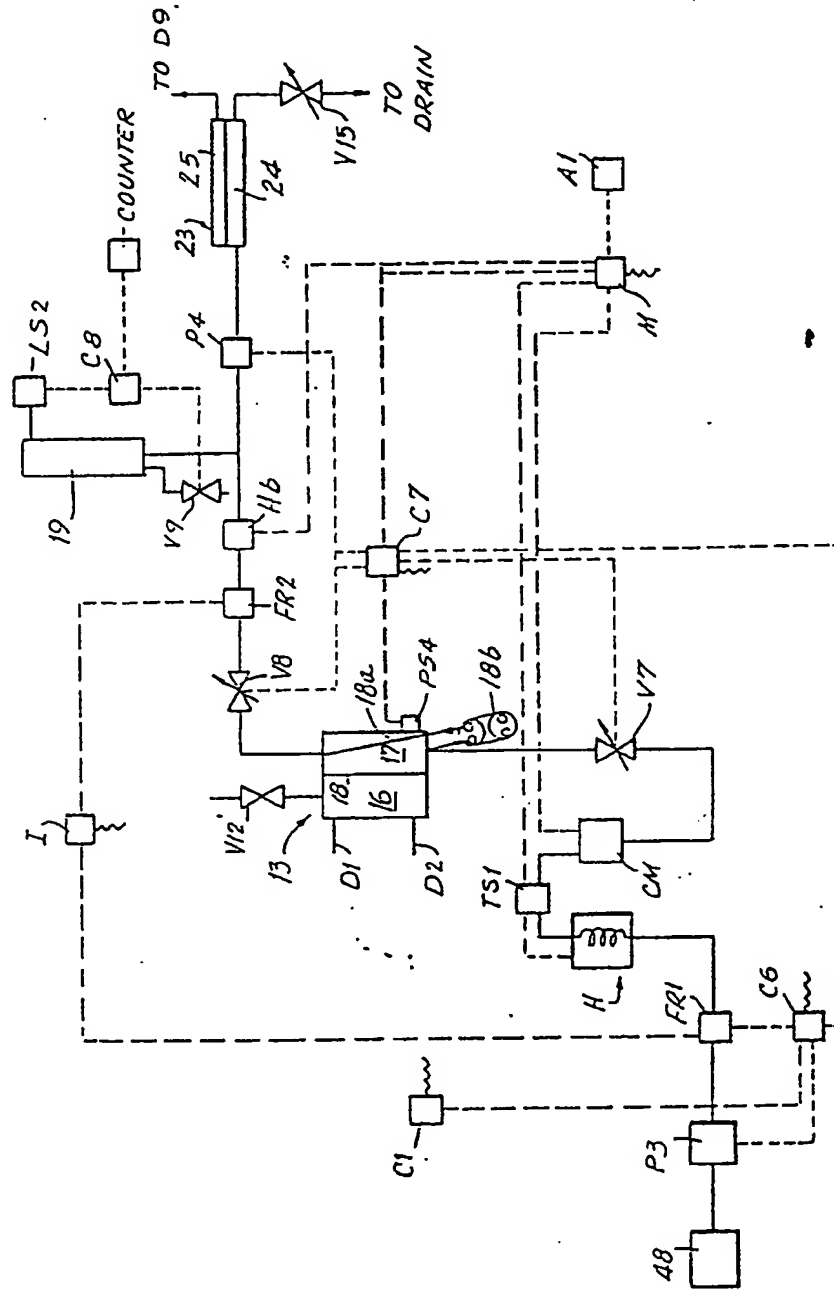 TO D9.
COUNTER
LS2
C8
25
23
24
V15
TO
DRAIN
19
V9
P4
Hb
FR2
A1
M
I
V8
C7
18a
PS4
V12'
18
17
16
18b
13
D1
D2
V7
TS1
CM
H
FR1
C6
C1
P3
48